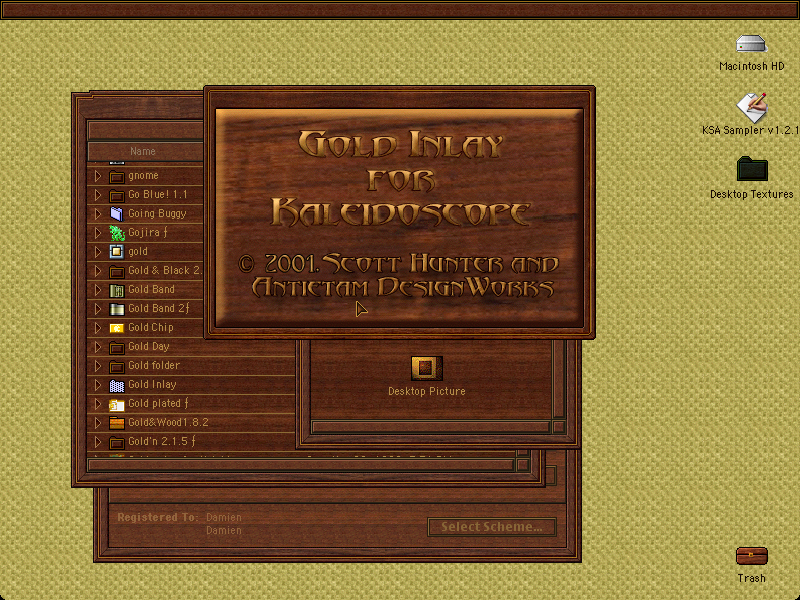 Macintosh HD
KSA Sampler v1.2.1
Desktop Textures
Gold Inlay
for
Kaleidoscope
© 2001. Scott Hunter and
Antietam DesignWorks
Name
gnome
Go Blue! 1.1
Going Buggy
Gojira ƒ
gold
Gold & Black 2.
Gold Band
Gold Band 2ƒ
Gold Chip
Gold Day
Gold folder
Gold Inlay
Gold plated ƒ
Gold&Wood1.8.2
Gold'n 2.1.5 ƒ
Desktop Picture
Registered To: Damien
Damien
Select Scheme...
Trash